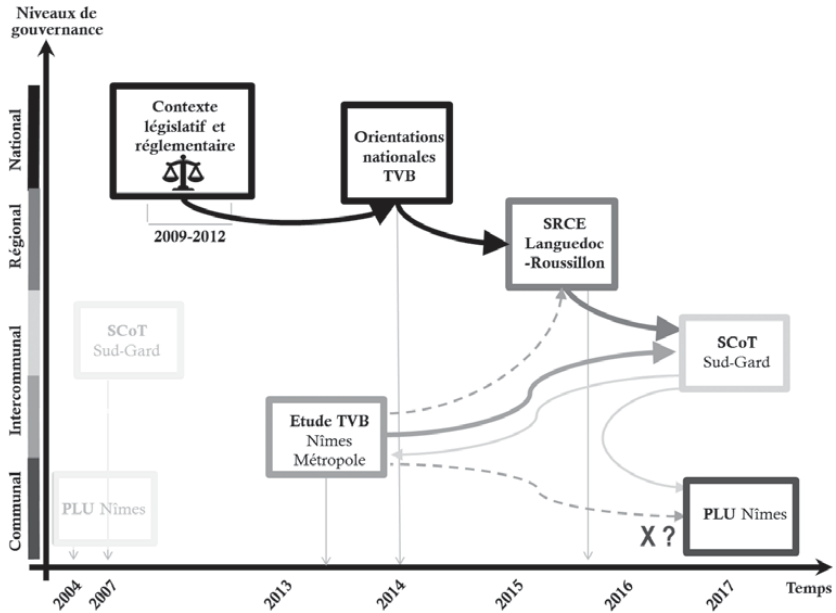 Niveaux de
gouvernance
National
Régional
Intercommunal
Communal
Contexte
législatif et
réglementaire
2009-2012
Orientations
nationales
TVB
SRCE
Languedoc
-Roussillon
SCoT
Sud-Gard
SCoT
Sud-Gard
Etude TVB
Nîmes
Métropole
PLU Nîmes
X ?
PLU Nîmes
2004
2007
2013
2014
2015
2016
2017
Temps